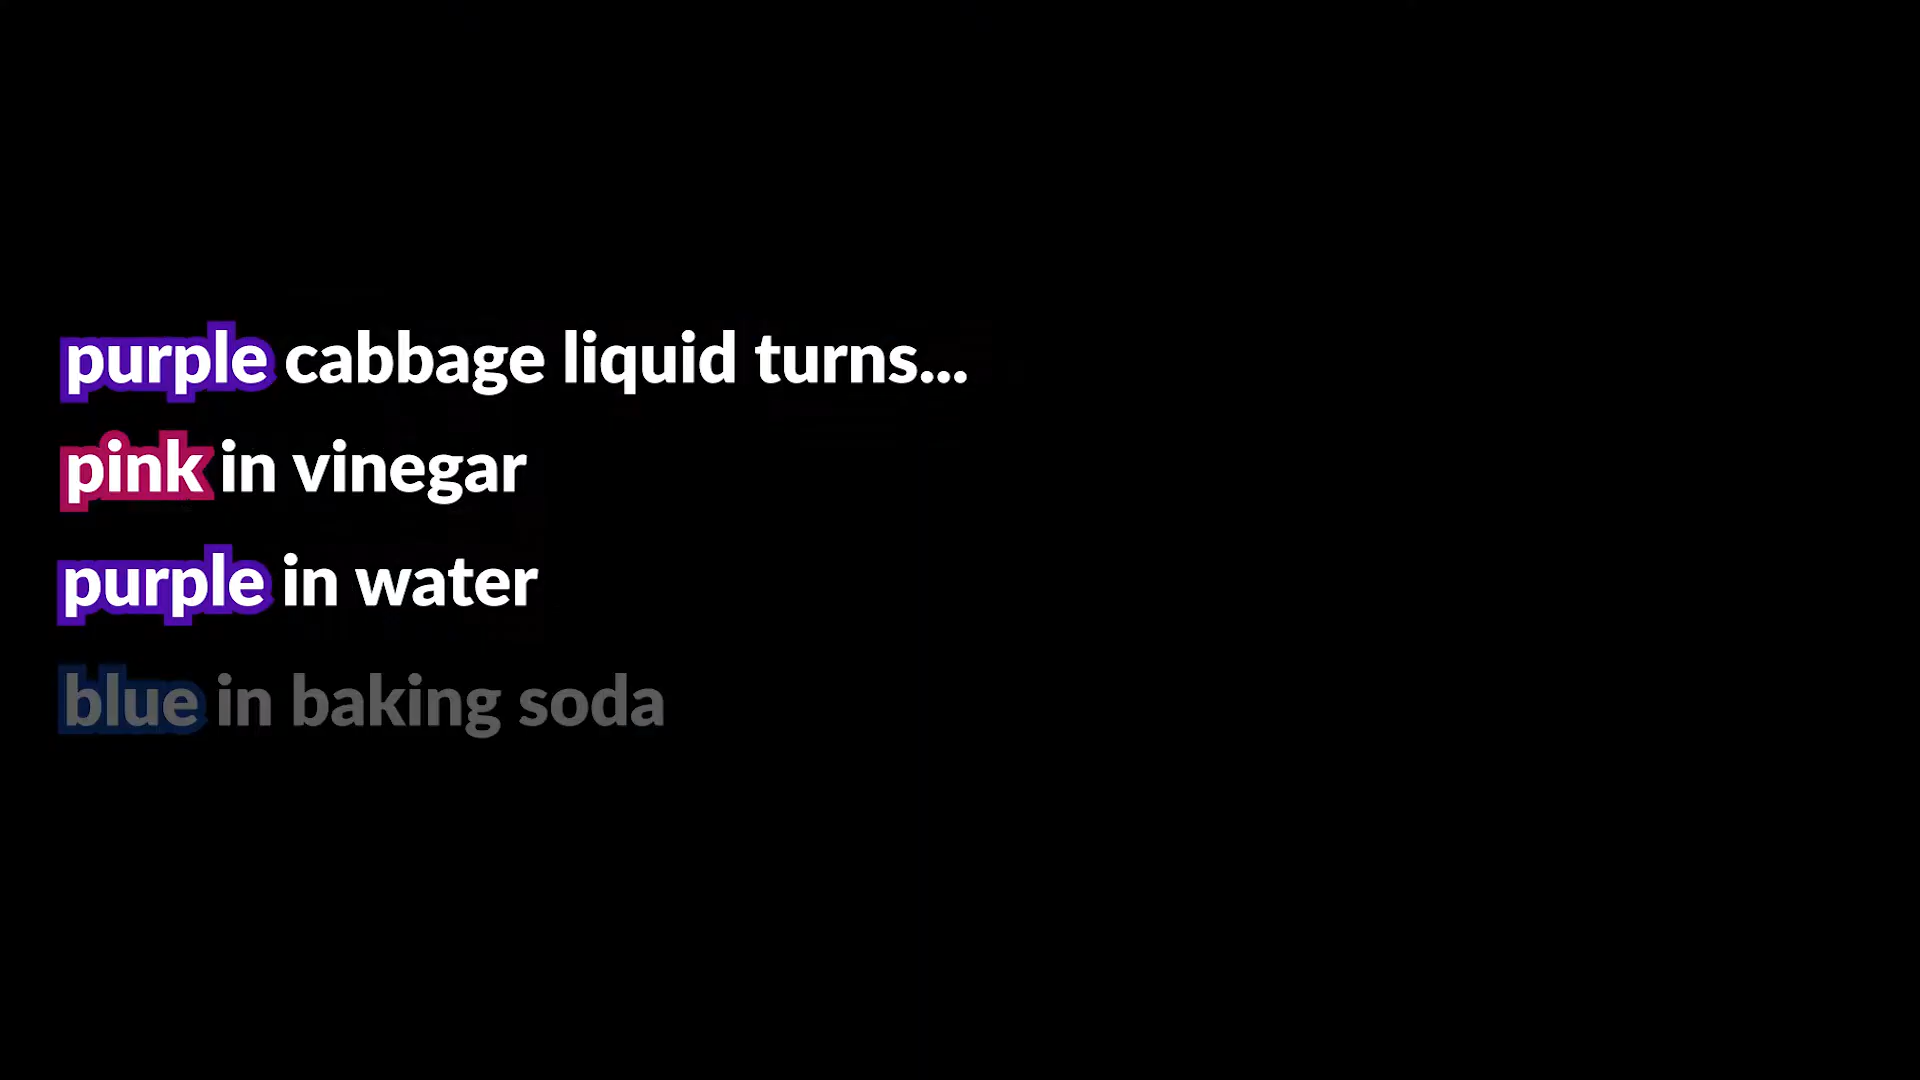 purple cabbage liquid turns...
pink in vinegar
purple in water
blue in baking soda